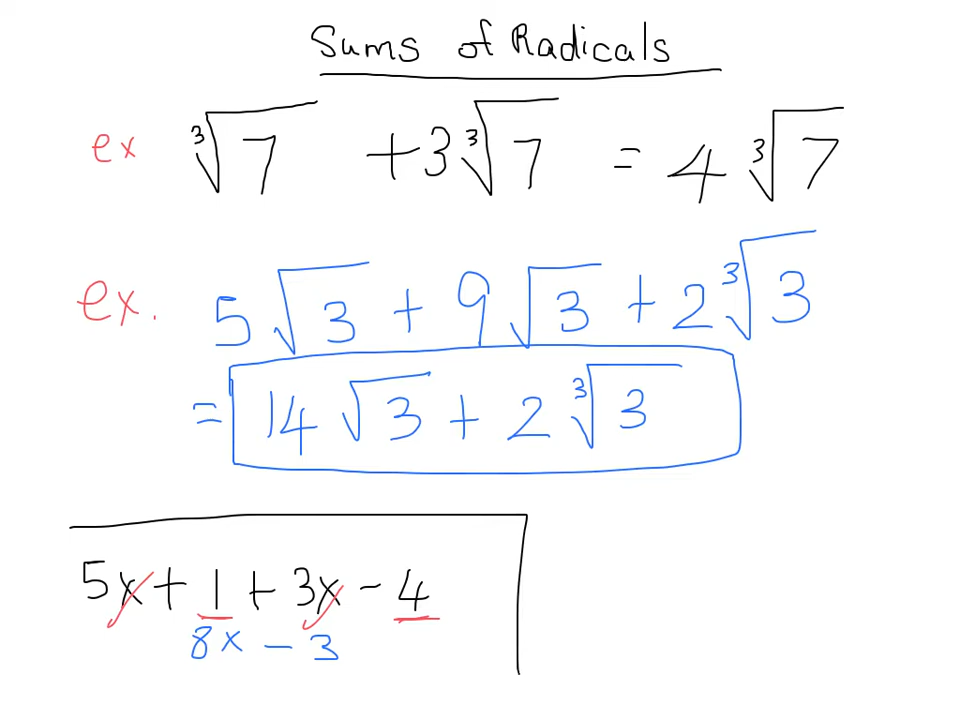 Sums of Radicals
ex ∛7 + 3∛7 = 4∛7
ex. 5√3 + 9√3 + 2∛3
= 14√3 + 2∛3
5x + 1 + 3x - 4
8x - 3